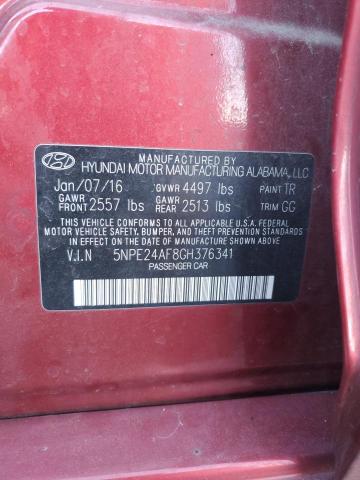 MFD BY
HYUNDAI MOTOR MANUFACTURING ALABAMA, LLC
Jan/07/16 GVWR 4497 lbs PAINT TR
GAWR FRONT 2557 lbs GAWR REAR 2513 lbs TRIM GG
THIS VEHICLE CONFORMS TO ALL APPLICABLE U.S.A. FEDERAL
MOTOR VEHICLE SAFETY, BUMPER, AND THEFT PREVENTION
STANDARDS IN EFFECT ON THE DATE OF MANUFACTURE
SHOWN ABOVE.
V.I.N 5NPE24AF8GH376341
PASSENGER CAR